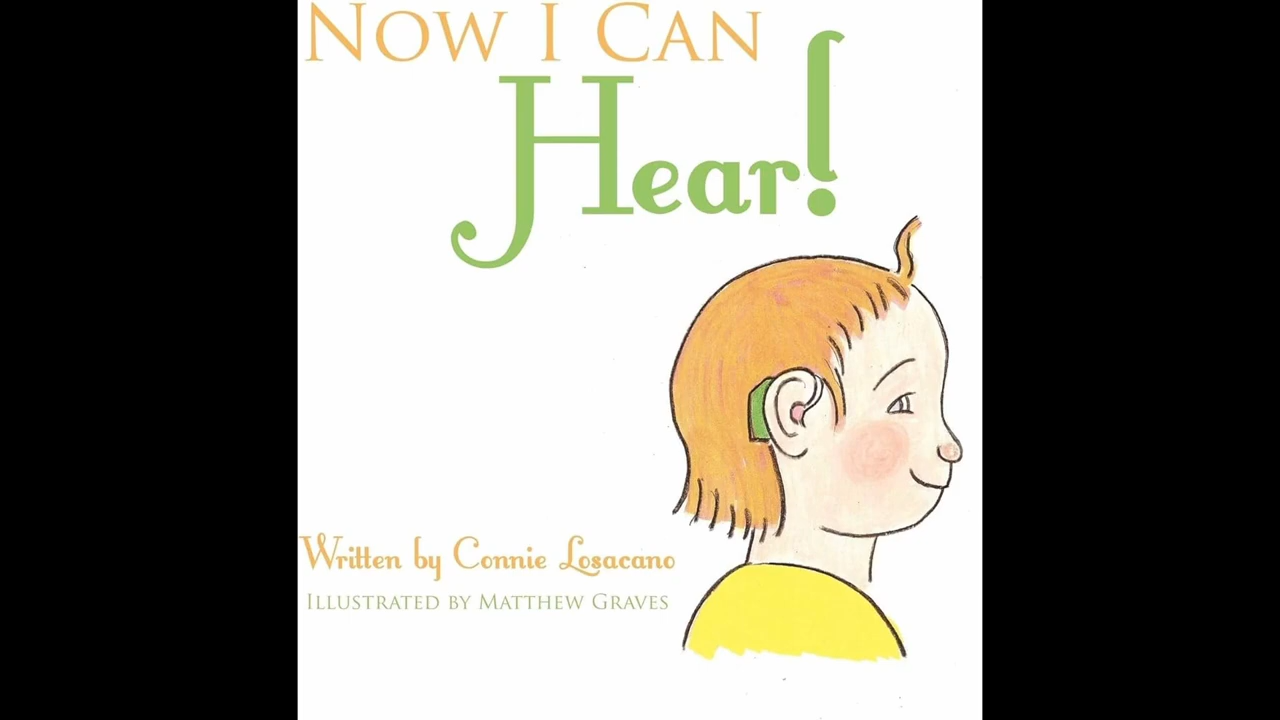 NOW I CAN
Hear!
Written by Connie Losacano
ILLUSTRATED BY MATTHEW GRAVES